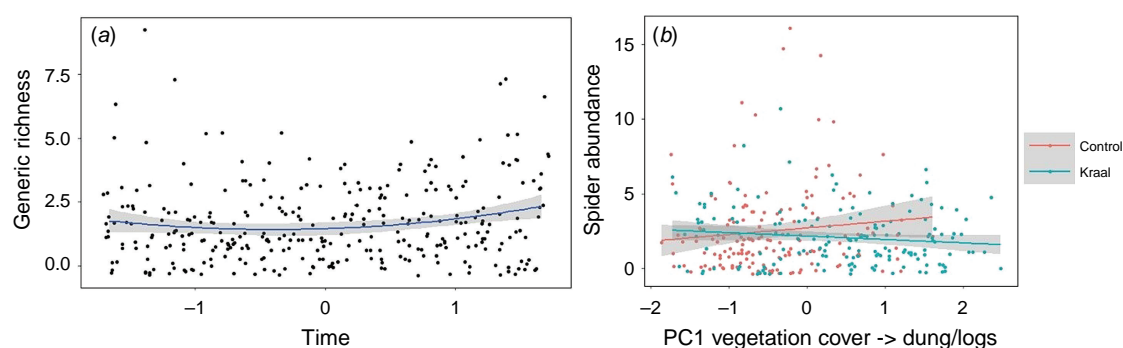 (a)
Generic richness
7.5
5.0
2.5
0.0
−1
0
1
Time
(b)
Spider abundance
15
10
5
0
−2
−1
0
1
2
PC1 vegetation cover -> dung/logs
Control
Kraal